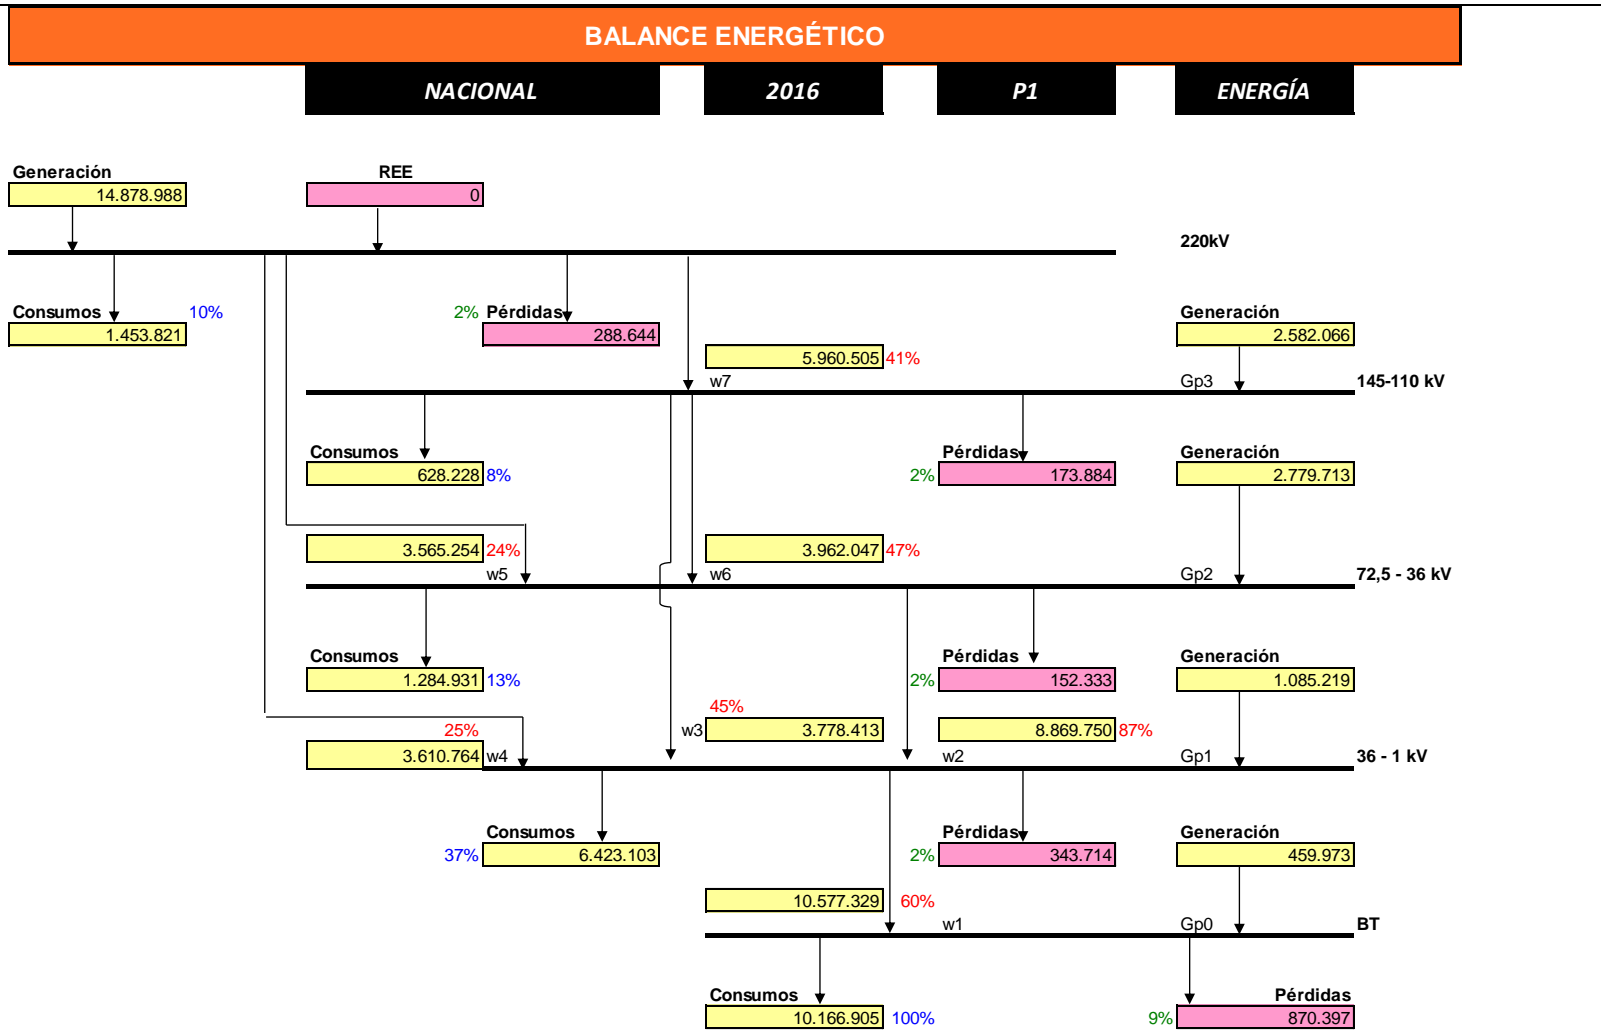 BALANCE ENERGÉTICO
NACIONAL 2016 P1 ENERGÍA
Generación REE
14.878.988 0
220kV
Consumos 10% 2% Pérdidas Generación
1.453.821 288.644 2.582.066
5.960.505 41%
w7 Gp3 145-110 kV
Consumos Pérdidas Generación
628.228 8% 2% 173.884 2.779.713
3.565.254 24% 3.962.047 47%
w5 w6 Gp2 72,5 - 36 kV
Consumos Pérdidas Generación
1.284.931 13% 2% 152.333 1.085.219
45%
25% w3 3.778.413 8.869.750 87%
3.610.764 w4 w2 Gp1 36 - 1 kV
Consumos Pérdidas Generación
37% 6.423.103 2% 343.714 459.973
10.577.329 60%
w1 Gp0 BT
Consumos Pérdidas
10.166.905 100% 9% 870.397